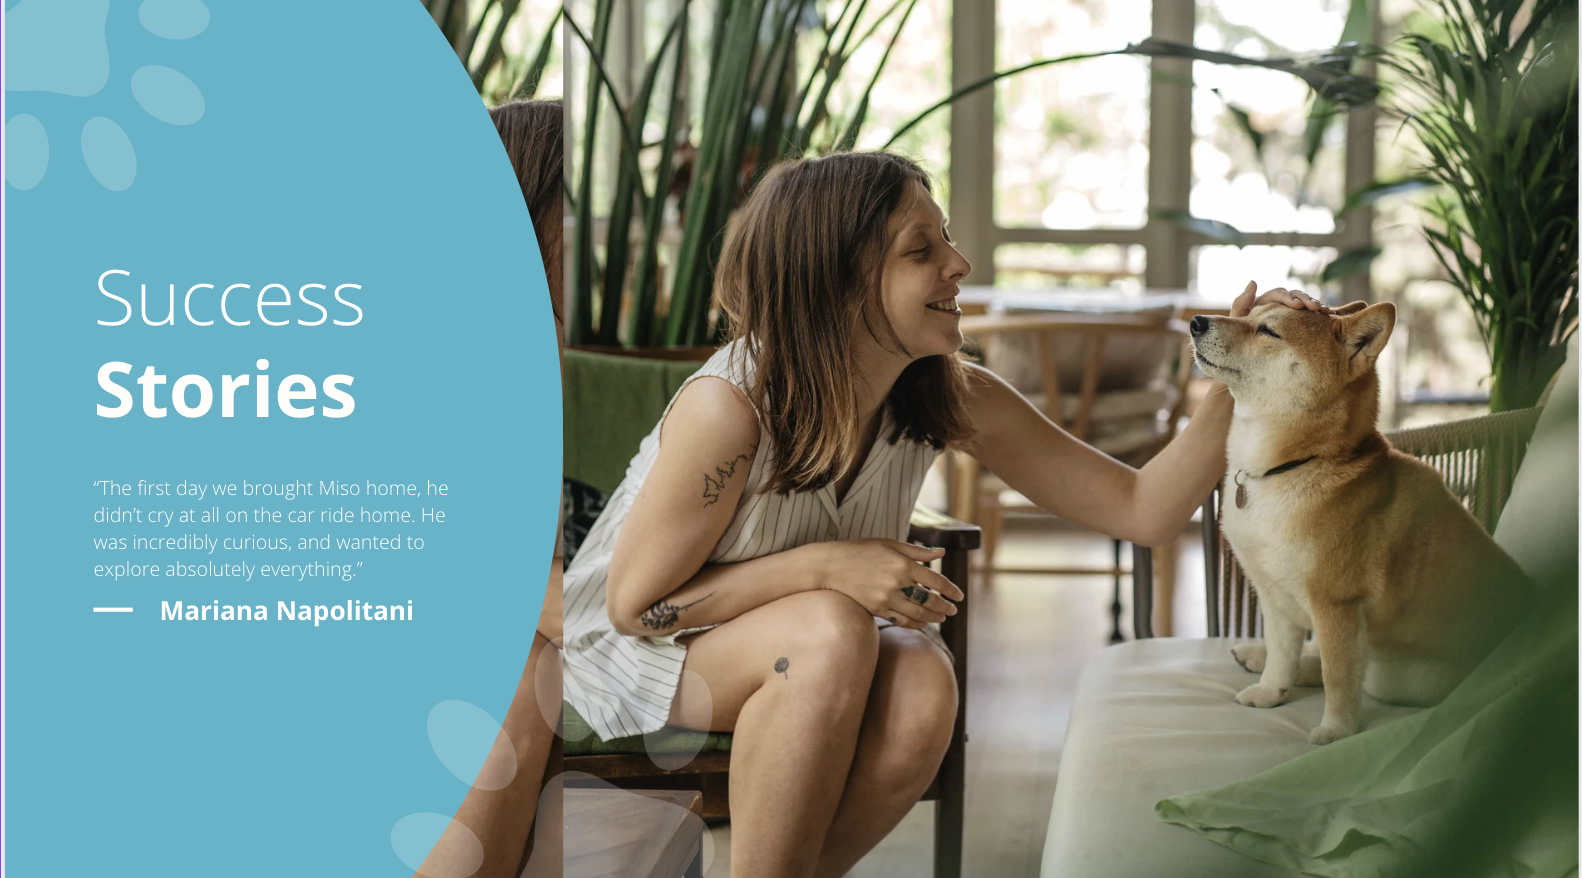 Success
Stories
“The first day we brought Miso home, he
didn’t cry at all on the car ride home. He
was incredibly curious, and wanted to
explore absolutely everything.”
— Mariana Napolitani